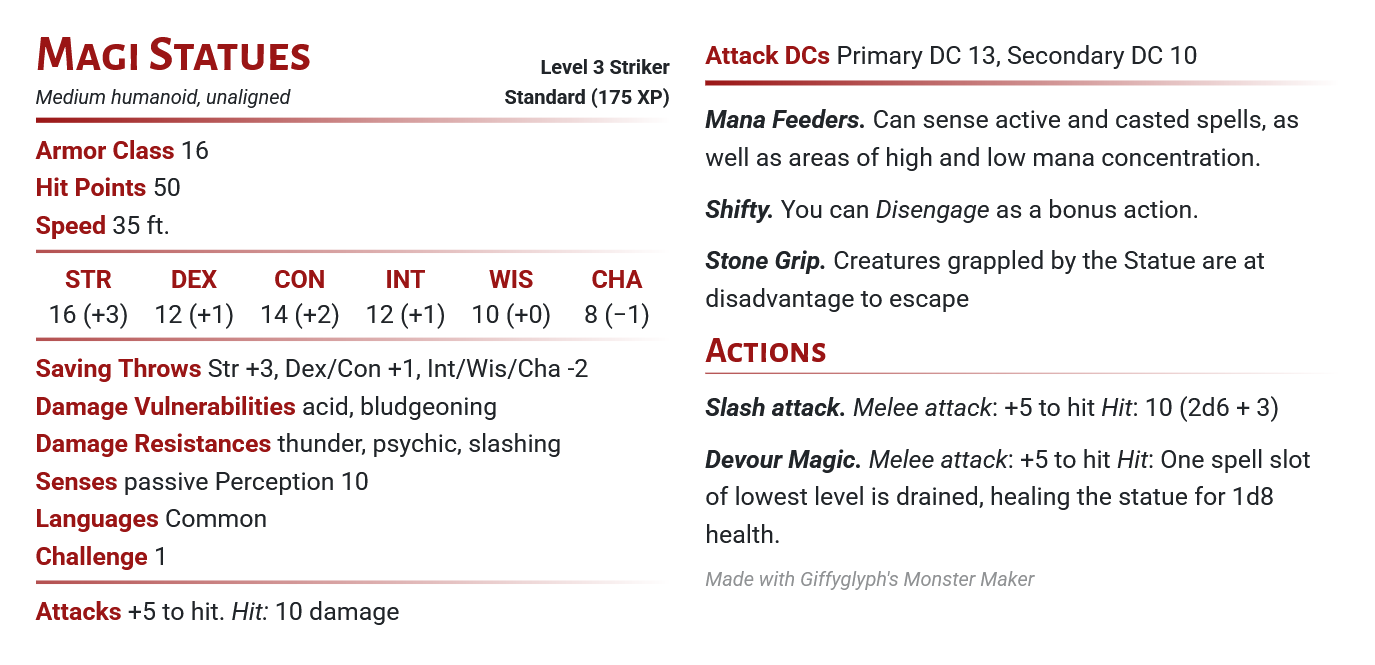 Magi Statues
Level 3 Striker
Medium humanoid, unaligned
Standard (175 XP)
Armor Class 16
Hit Points 50
Speed 35 ft.
STR DEX CON INT WIS CHA
16 (+3) 12 (+1) 14 (+2) 12 (+1) 10 (+0) 8 (−1)
Saving Throws Str +3, Dex/Con +1, Int/Wis/Cha -2
Damage Vulnerabilities acid, bludgeoning
Damage Resistances thunder, psychic, slashing
Senses passive Perception 10
Languages Common
Challenge 1
Attacks +5 to hit. Hit: 10 damage
Attack DCs Primary DC 13, Secondary DC 10
Mana Feeders. Can sense active and casted spells, as
well as areas of high and low mana concentration.
Shifty. You can Disengage as a bonus action.
Stone Grip. Creatures grappled by the Statue are at
disadvantage to escape
Actions
Slash attack. Melee attack: +5 to hit Hit: 10 (2d6 + 3)
Devour Magic. Melee attack: +5 to hit Hit: One spell slot
of lowest level is drained, healing the statue for 1d8
health.
Made with Giffyglyph's Monster Maker